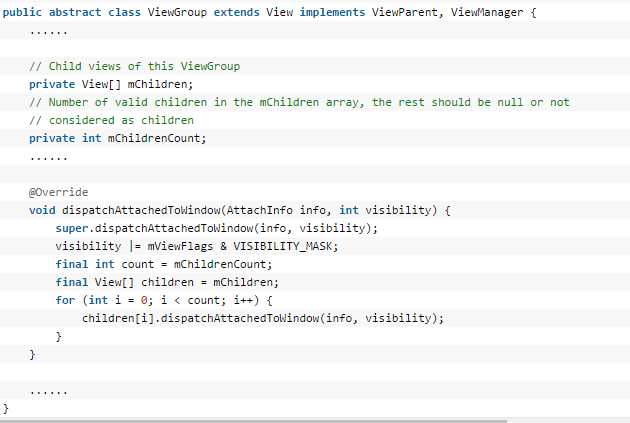 public abstract class ViewGroup extends View implements ViewParent, ViewManager {
    ......

    // Child views of this ViewGroup
    private View[] mChildren;
    // Number of valid children in the mChildren array, the rest should be null or not
    // considered as children
    private int mChildrenCount;
    ......

    @Override
    void dispatchAttachedToWindow(AttachInfo info, int visibility) {
        super.dispatchAttachedToWindow(info, visibility);
        visibility |= mViewFlags & VISIBILITY_MASK;
        final int count = mChildrenCount;
        final View[] children = mChildren;
        for (int i = 0; i < count; i++) {
            children[i].dispatchAttachedToWindow(info, visibility);
        }
    }

    ......
}